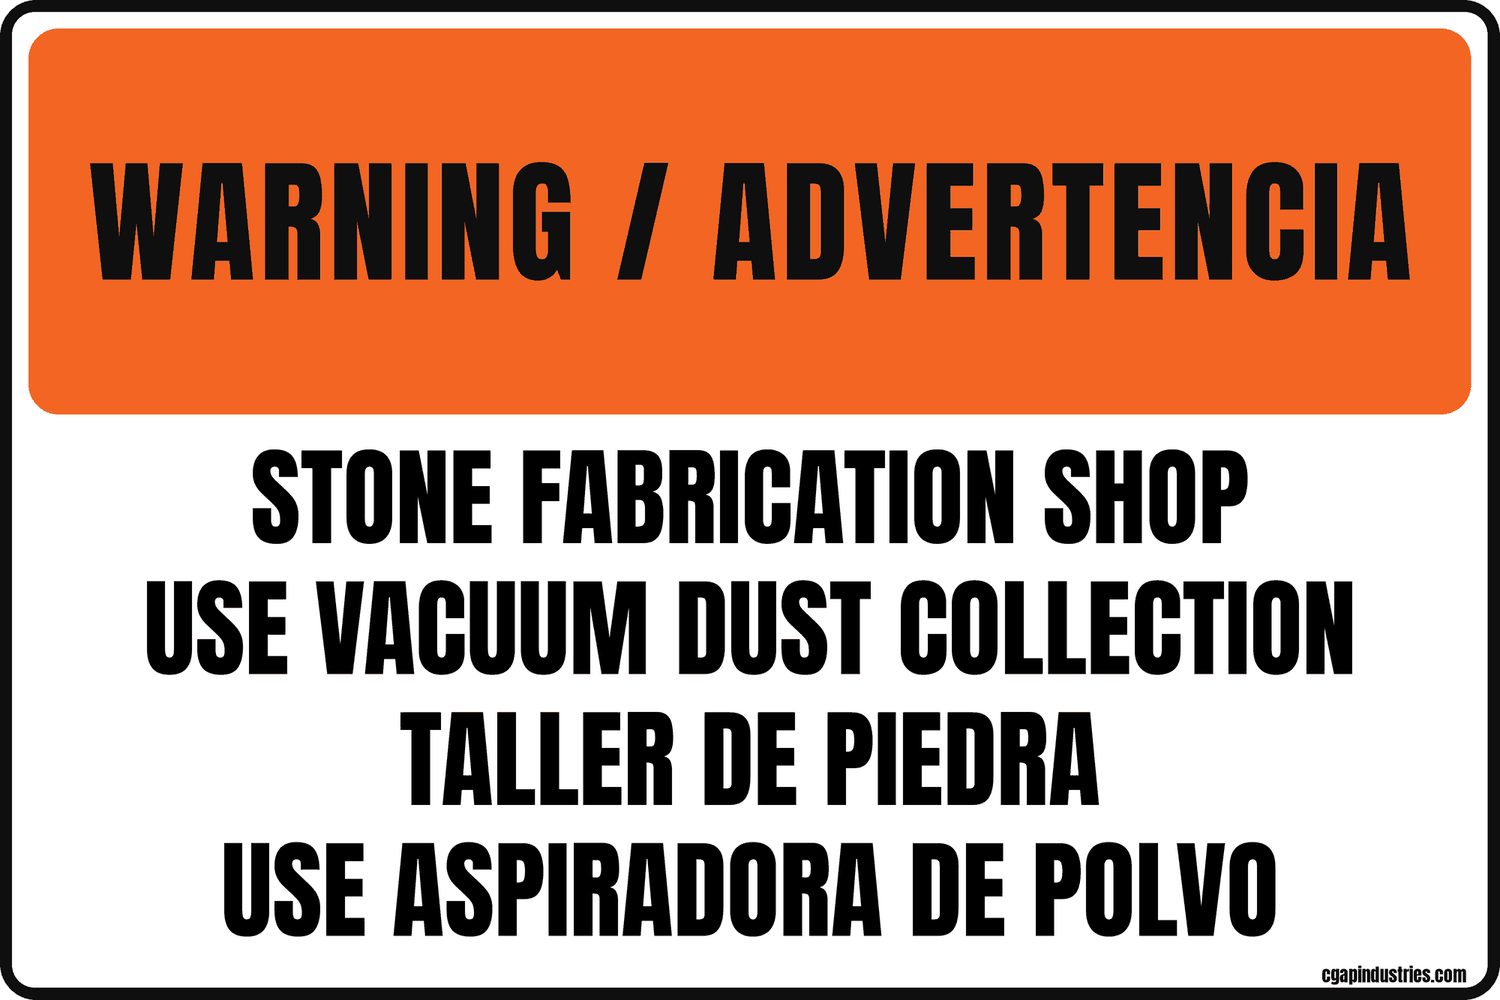 WARNING / ADVERTENCIA
STONE FABRICATION SHOP
USE VACUUM DUST COLLECTION
TALLER DE PIEDRA
USE ASPIRADORA DE POLVO
cgapindustries.com